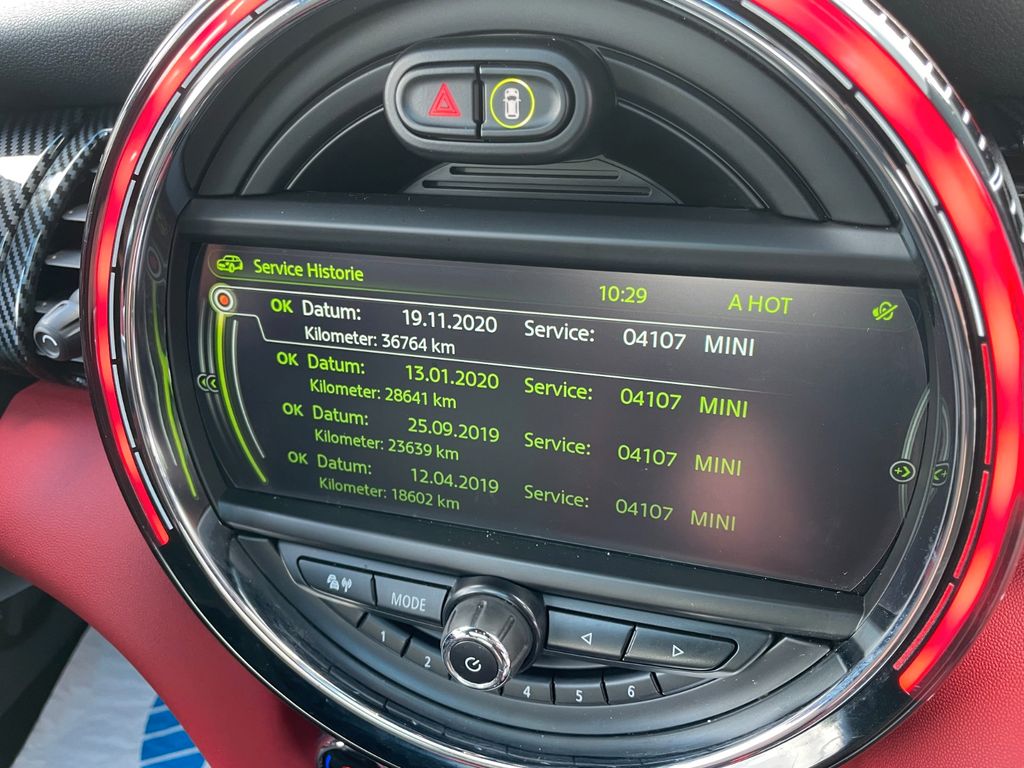 Service Historie 10:29 A HOT
OK Datum: 19.11.2020 Service: 04107 MINI
Kilometer: 36764 km
OK Datum: 13.01.2020 Service: 04107 MINI
Kilometer: 28641 km
OK Datum: 25.09.2019 Service: 04107 MINI
Kilometer: 23639 km
OK Datum: 12.04.2019 Service: 04107 MINI
Kilometer: 18602 km
MODE
1 2 4 5 6